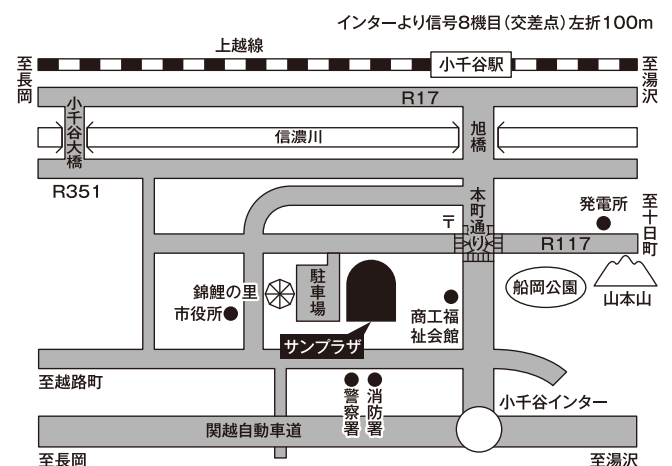 インターより信号8機目（交差点）左折100m
上越線
至長岡
小千谷駅
至湯沢
R17
小千谷大橋
信濃川
旭橋
R351
本町通り
〒
発電所
至十日町
R117
錦鯉の里
市役所
駐車場
船岡公園
山本山
商工福
祉会館
サンプラザ
至越路町
警察署
消防署
小千谷インター
関越自動車道
至長岡
至湯沢